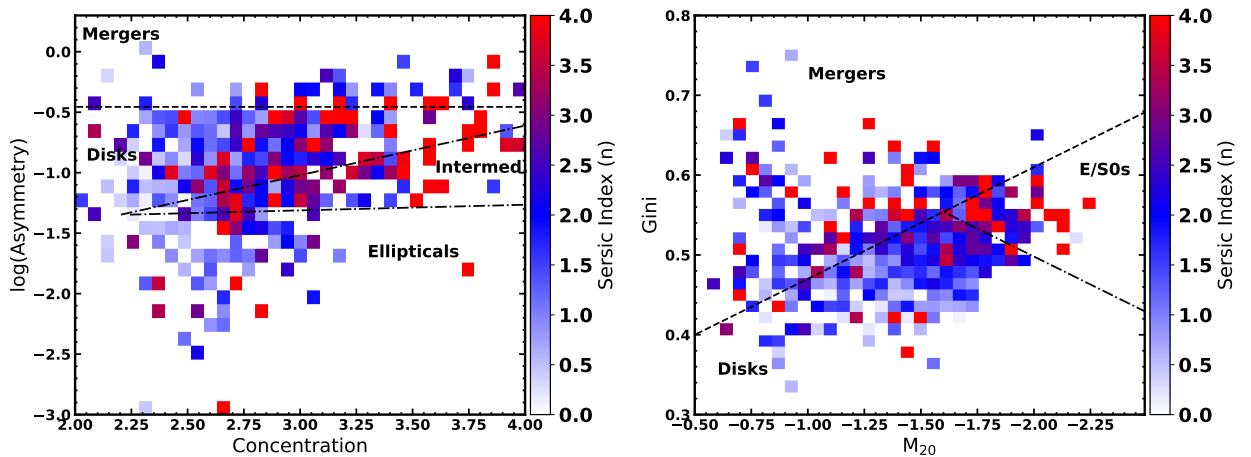 Mergers
Disks
Intermed
Ellipticals
0.0
−0.5
−1.0
−1.5
−2.0
−2.5
−3.0
log(Asymmetry)
2.00 2.25 2.50 2.75 3.00 3.25 3.50 3.75 4.00
Concentration
4.0
3.5
3.0
2.5
2.0
1.5
1.0
0.5
0.0
Sersic Index (n)
Mergers
E/S0s
Disks
0.8
0.7
0.6
0.5
0.4
0.3
Gini
−0.50 −0.75 −1.00 −1.25 −1.50 −1.75 −2.00 −2.25
M20
4.0
3.5
3.0
2.5
2.0
1.5
1.0
0.5
0.0
Sersic Index (n)